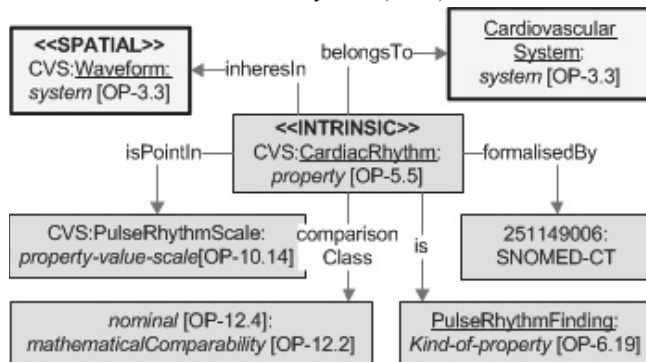 <<SPATIAL>>
CVS:Waveform:
system [OP-3.3]
inheresIn
belongsTo
Cardiovascular
System:
system [OP-3.3]
<<INTRINSIC>>
CVS:CardiacRhythm:
property [OP-5.5]
isPointIn
formalisedBy
CVS:PulseRhythmScale:
property-value-scale[OP-10.14]
comparison
Class
is
251149006:
SNOMED-CT
nominal [OP-12.4]:
mathematicalComparability [OP-12.2]
PulseRhythmFinding:
Kind-of-property [OP-6.19]